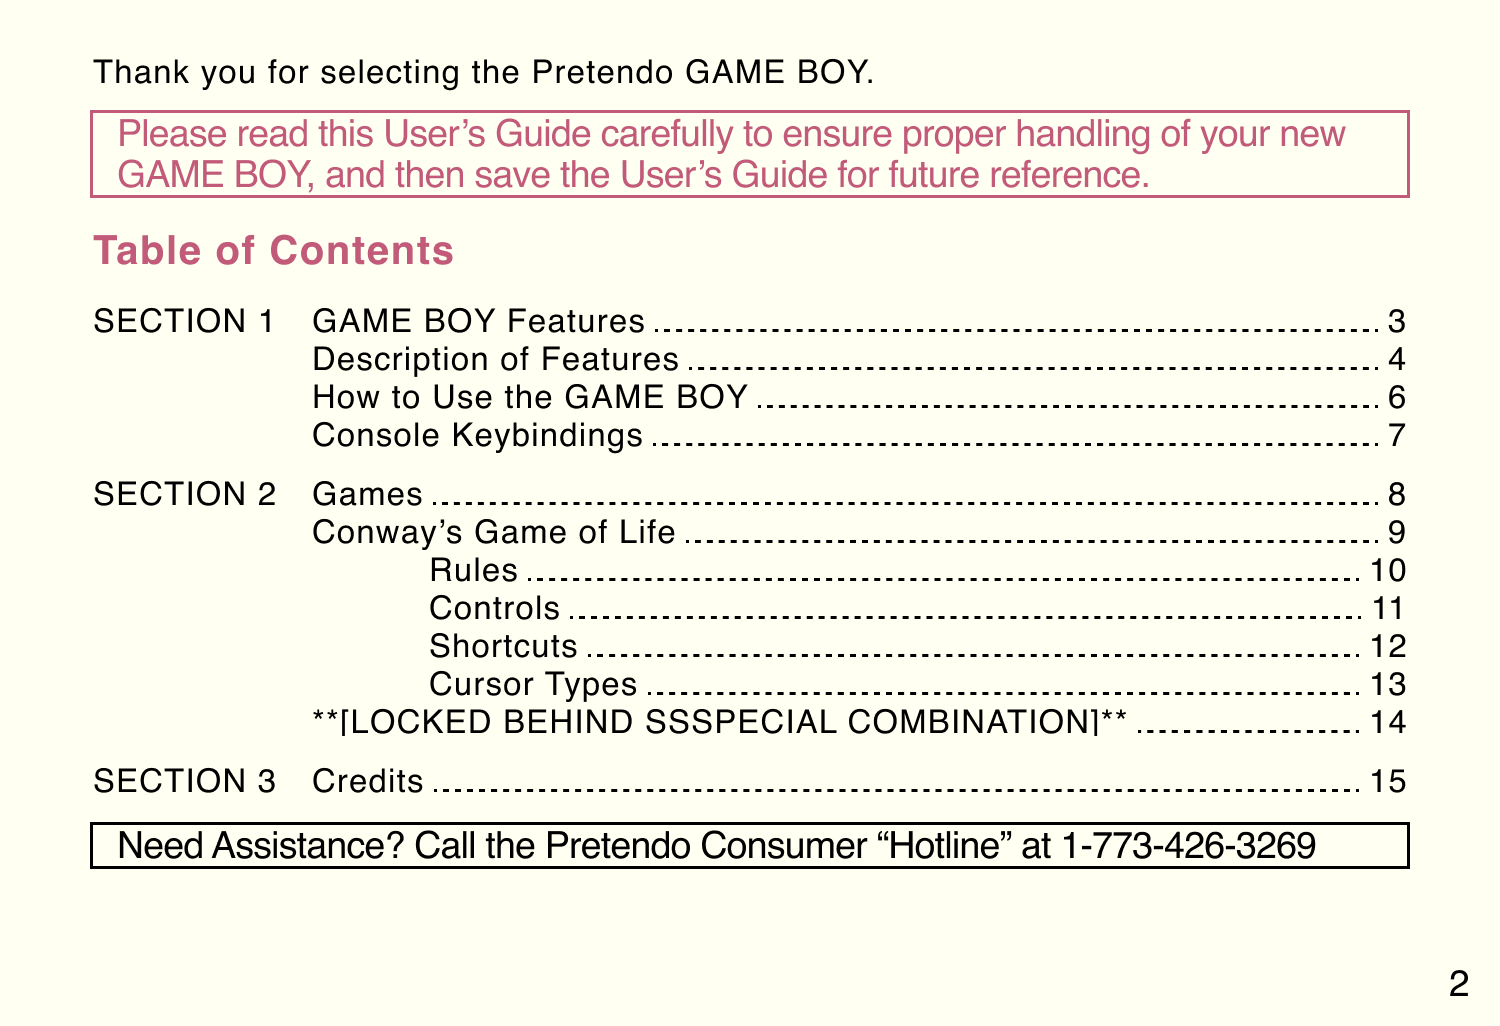 Thank you for selecting the Pretendo GAME BOY.
Please read this User’s Guide carefully to ensure proper handling of your new
GAME BOY, and then save the User’s Guide for future reference.
Table of Contents
SECTION 1 GAME BOY Features 3
Description of Features 4
How to Use the GAME BOY 6
Console Keybindings 7
SECTION 2 Games 8
Conway’s Game of Life 9
Rules 10
Controls 11
Shortcuts 12
Cursor Types 13
**[LOCKED BEHIND SSSPECIAL COMBINATION]** 14
SECTION 3 Credits 15
Need Assistance? Call the Pretendo Consumer “Hotline” at 1-773-426-3269
2